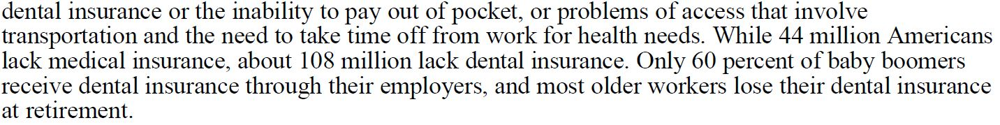 dental insurance or the inability to pay out of pocket, or problems of access that involve
transportation and the need to take time off from work for health needs. While 44 million Americans
lack medical insurance, about 108 million lack dental insurance. Only 60 percent of baby boomers
receive dental insurance through their employers, and most older workers lose their dental insurance
at retirement.